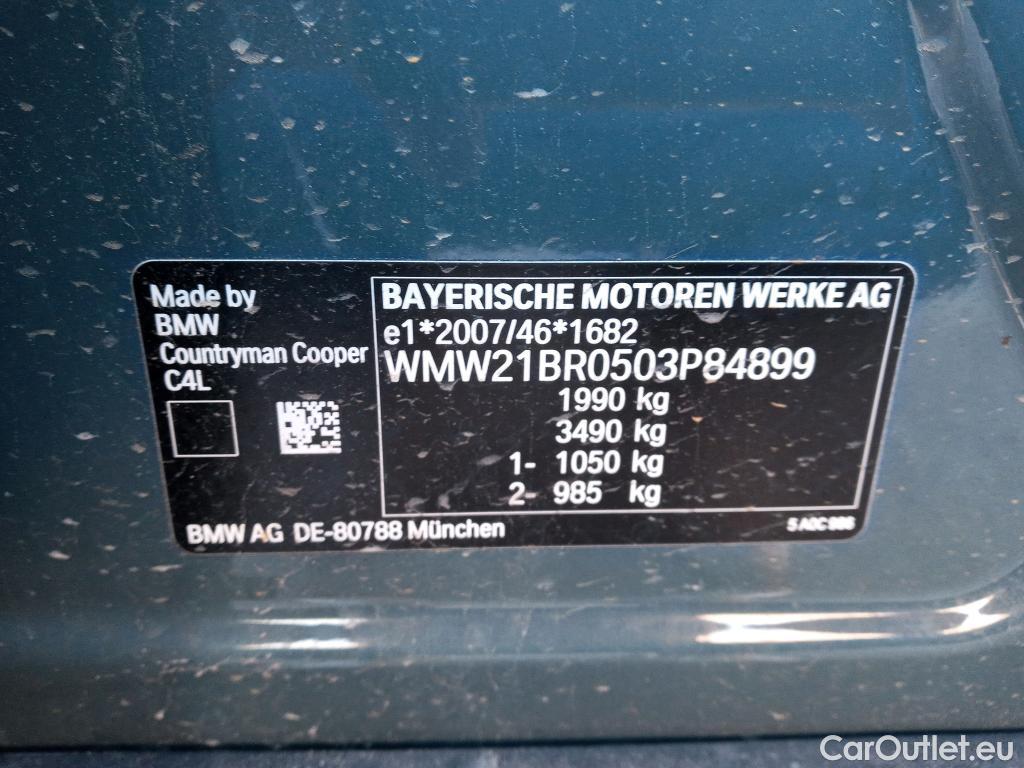 Made by
BMW
Countryman Cooper
C4L
BAYERISCHE MOTOREN WERKE AG
e1*2007/46*1682
WMW21BR0503P84899
1990 kg
3490 kg
1- 1050 kg
2- 985 kg
BMW AG DE-80788 München
CarOutlet.eu